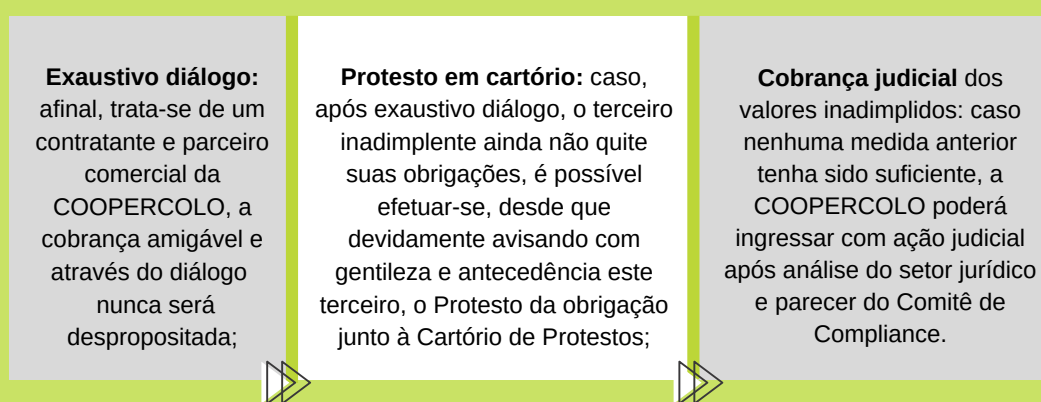 Exaustivo diálogo:
afinal, trata-se de um
contratante e parceiro
comercial da
COOPERCOLO, a
cobrança amigável e
através do diálogo
nunca será
despropositada;
Protesto em cartório: caso,
após exaustivo diálogo, o terceiro
inadimplente ainda não quite
suas obrigações, é possível
efetuar-se, desde que
devidamente avisando com
gentileza e antecedência este
terceiro, o Protesto da obrigação
junto à Cartório de Protestos;
Cobrança judicial dos
valores inadimplidos: caso
nenhuma medida anterior
tenha sido suficiente, a
COOPERCOLO poderá
ingressar com ação judicial
após análise do setor jurídico
e parecer do Comitê de
Compliance.